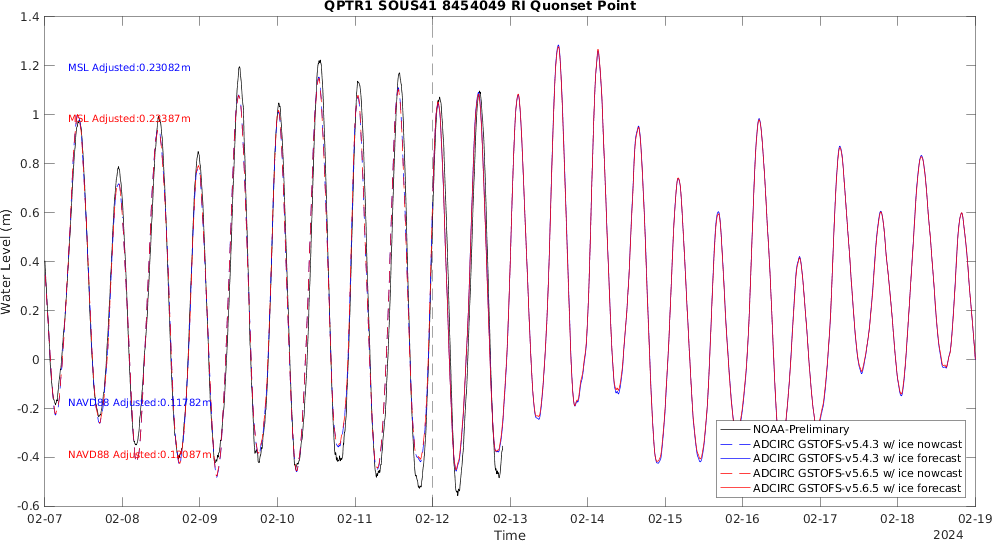 QPTR1 SOUS41 8454049 RI Quonset Point
1.4
1.2
1
0.8
0.6
0.4
0.2
0
-0.2
-0.4
-0.6
Water Level (m)
MSL Adjusted:0.23082m
MSL Adjusted:0.23387m
NAVD88 Adjusted:0.11782m
NAVD88 Adjusted:0.12087m
NOAA-Preliminary
ADCIRC GSTOFS-v5.4.3 w/ ice nowcast
ADCIRC GSTOFS-v5.4.3 w/ ice forecast
ADCIRC GSTOFS-v5.6.5 w/ ice nowcast
ADCIRC GSTOFS-v5.6.5 w/ ice forecast
02-07 02-08 02-09 02-10 02-11 02-12 02-13 02-14 02-15 02-16 02-17 02-18 02-19
Time
2024